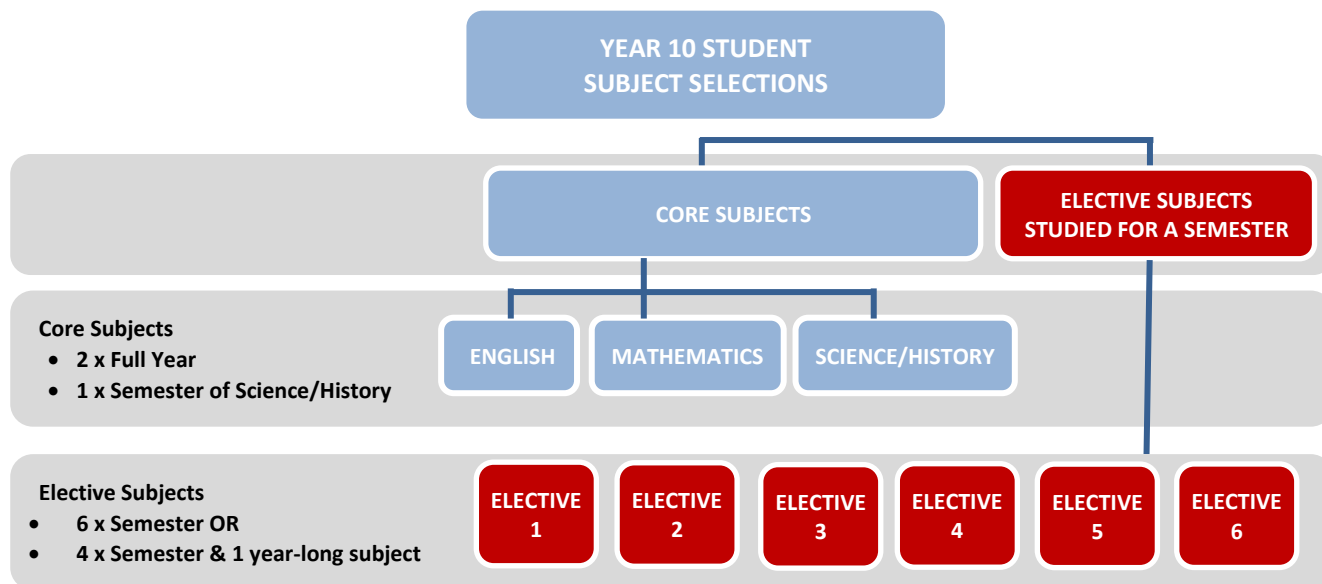 YEAR 10 STUDENT
SUBJECT SELECTIONS
CORE SUBJECTS
ELECTIVE SUBJECTS
STUDIED FOR A SEMESTER
Core Subjects
• 2 x Full Year
• 1 x Semester of Science/History
ENGLISH
MATHEMATICS
SCIENCE/HISTORY
Elective Subjects
• 6 x Semester OR
• 4 x Semester & 1 year-long subject
ELECTIVE
1
ELECTIVE
2
ELECTIVE
3
ELECTIVE
4
ELECTIVE
5
ELECTIVE
6